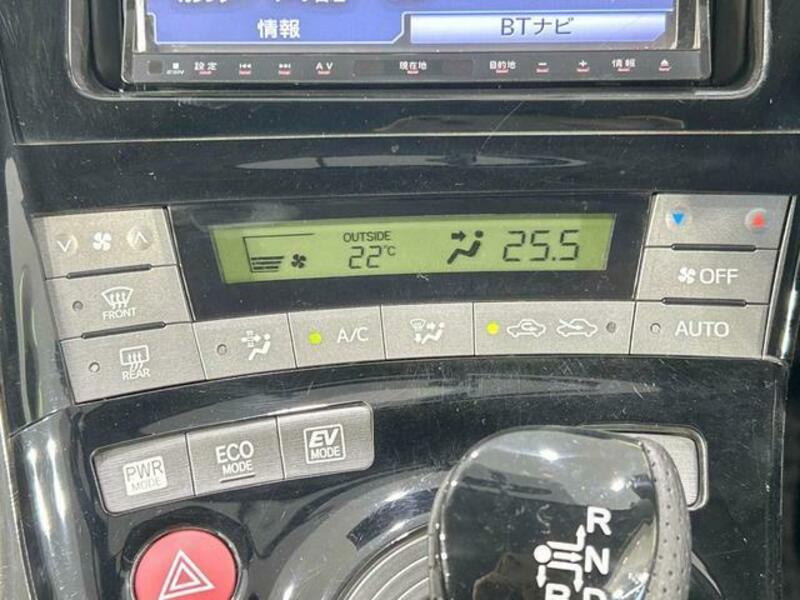 情報 BTナビ
設定 AV 現在地 目的地 − + 情報
OUTSIDE
22℃ 25.5
OFF
FRONT
A/C AUTO
REAR
PWR MODE ECO MODE EV MODE
R
N
D
B